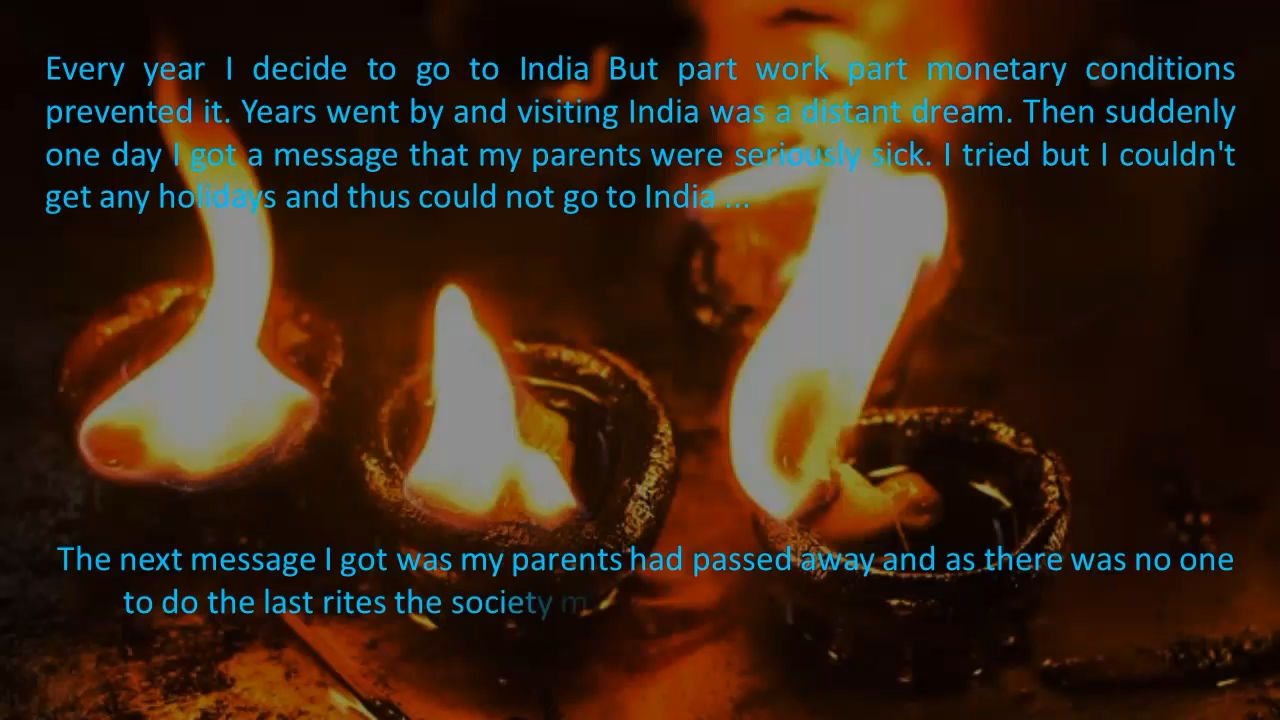 Every year I decide to go to India But part work part monetary conditions
prevented it. Years went by and visiting India was a distant dream. Then suddenly
one day I got a message that my parents were seriously sick. I tried but I couldn't
get any holidays and thus could not go to India ...
The next message I got was my parents had passed away and as there was no one
to do the last rites the society m